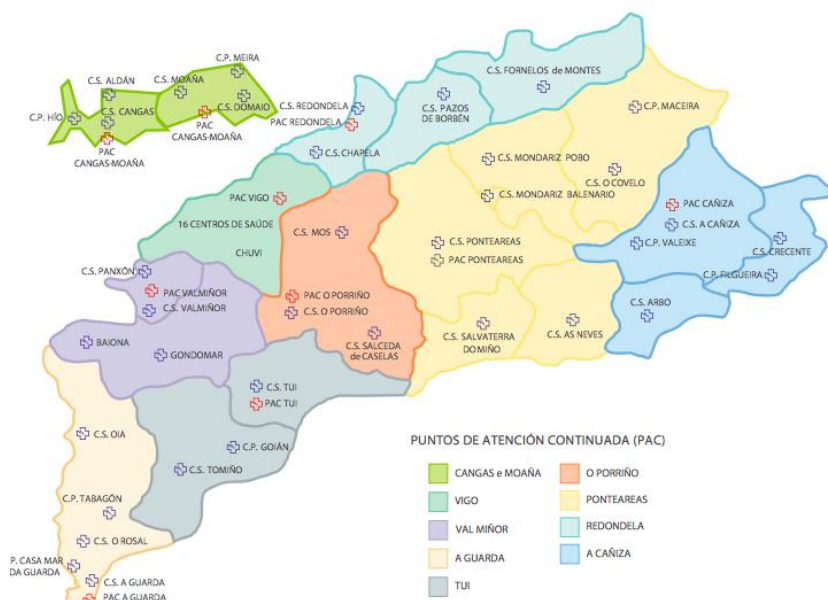 C.P. MEIRA
C.S. ALDÁN
C.S. MOAÑA
C.S. DOMAIO
C.P. HÍO
C.S. CANGAS
PAC
CANGAS-MOAÑA
PAC
CANGAS-MOAÑA
C.S. REDONDELA
PAC REDONDELA
C.S. CHAPELA
C.S. PAZOS
DE BORBÉN
C.S. FORNELOS de MONTES
C.P. MACEIRA
C.S. MONDARIZ POBO
C.S. O COVELO
C.S. MONDARIZ BALENARIO
PAC VIGO
16 CENTROS DE SAÚDE
CHUVI
C.S. MOS
C.S. PONTEAREAS
PAC PONTEAREAS
PAC CAÑIZA
C.S. A CAÑIZA
C.P. VALEIXE
C.S. CRECENTE
C.P. FILGUEIRA
C.S. ARBO
C.S. PANXÓN
PAC VALMIÑOR
C.S. VALMIÑOR
PAC O PORRIÑO
C.S. O PORRIÑO
C.S. SALCEDA
de CASELAS
C.S. SALVATERRA
DO MIÑO
C.S. AS NEVES
BAIONA
GONDOMAR
C.S. TUI
PAC TUI
C.S. OIA
C.P. GOIÁN
C.S. TOMIÑO
C.P. TABAGÓN
C.S. O ROSAL
P. CASA MAR
DA GUARDA
C.S. A GUARDA
PAC A GUARDA
PUNTOS DE ATENCIÓN CONTINUADA (PAC)
CANGAS e MOAÑA
VIGO
VAL MIÑOR
A GUARDA
TUI
O PORRIÑO
PONTEAREAS
REDONDELA
A CAÑIZA